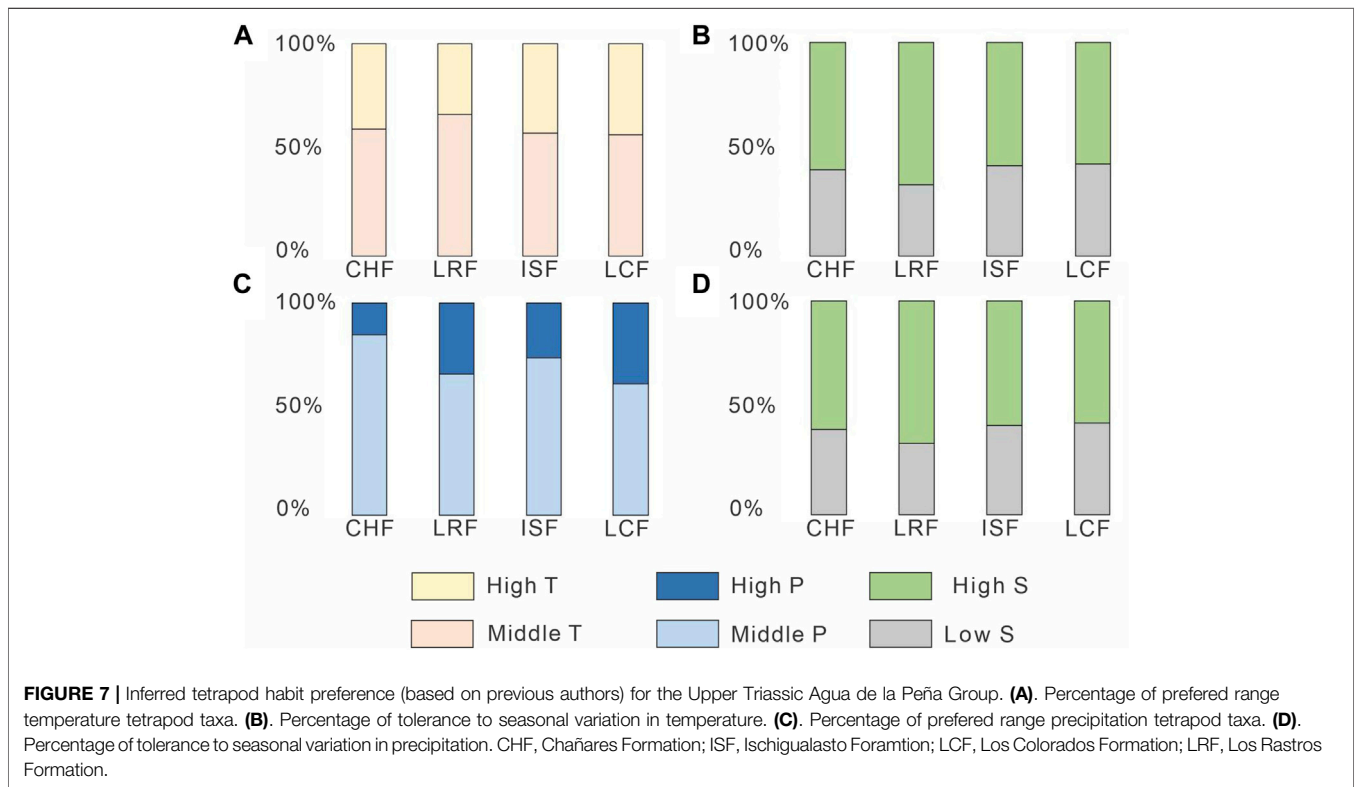 A
B
100%
50%
0%
CHF LRF ISF LCF
100%
50%
0%
CHF LRF ISF LCF
C
D
100%
50%
0%
CHF LRF ISF LCF
100%
50%
0%
CHF LRF ISF LCF
High T High P High S
Middle T Middle P Low S
FIGURE 7 | Inferred tetrapod habit preference (based on previous authors) for the Upper Triassic Agua de la Peña Group. (A). Percentage of prefered range
temperature tetrapod taxa. (B). Percentage of tolerance to seasonal variation in temperature. (C). Percentage of prefered range precipitation tetrapod taxa. (D).
Percentage of tolerance to seasonal variation in precipitation. CHF, Chañares Formation; ISF, Ischigualasto Foramtion; LCF, Los Colorados Formation; LRF, Los Rastros
Formation.